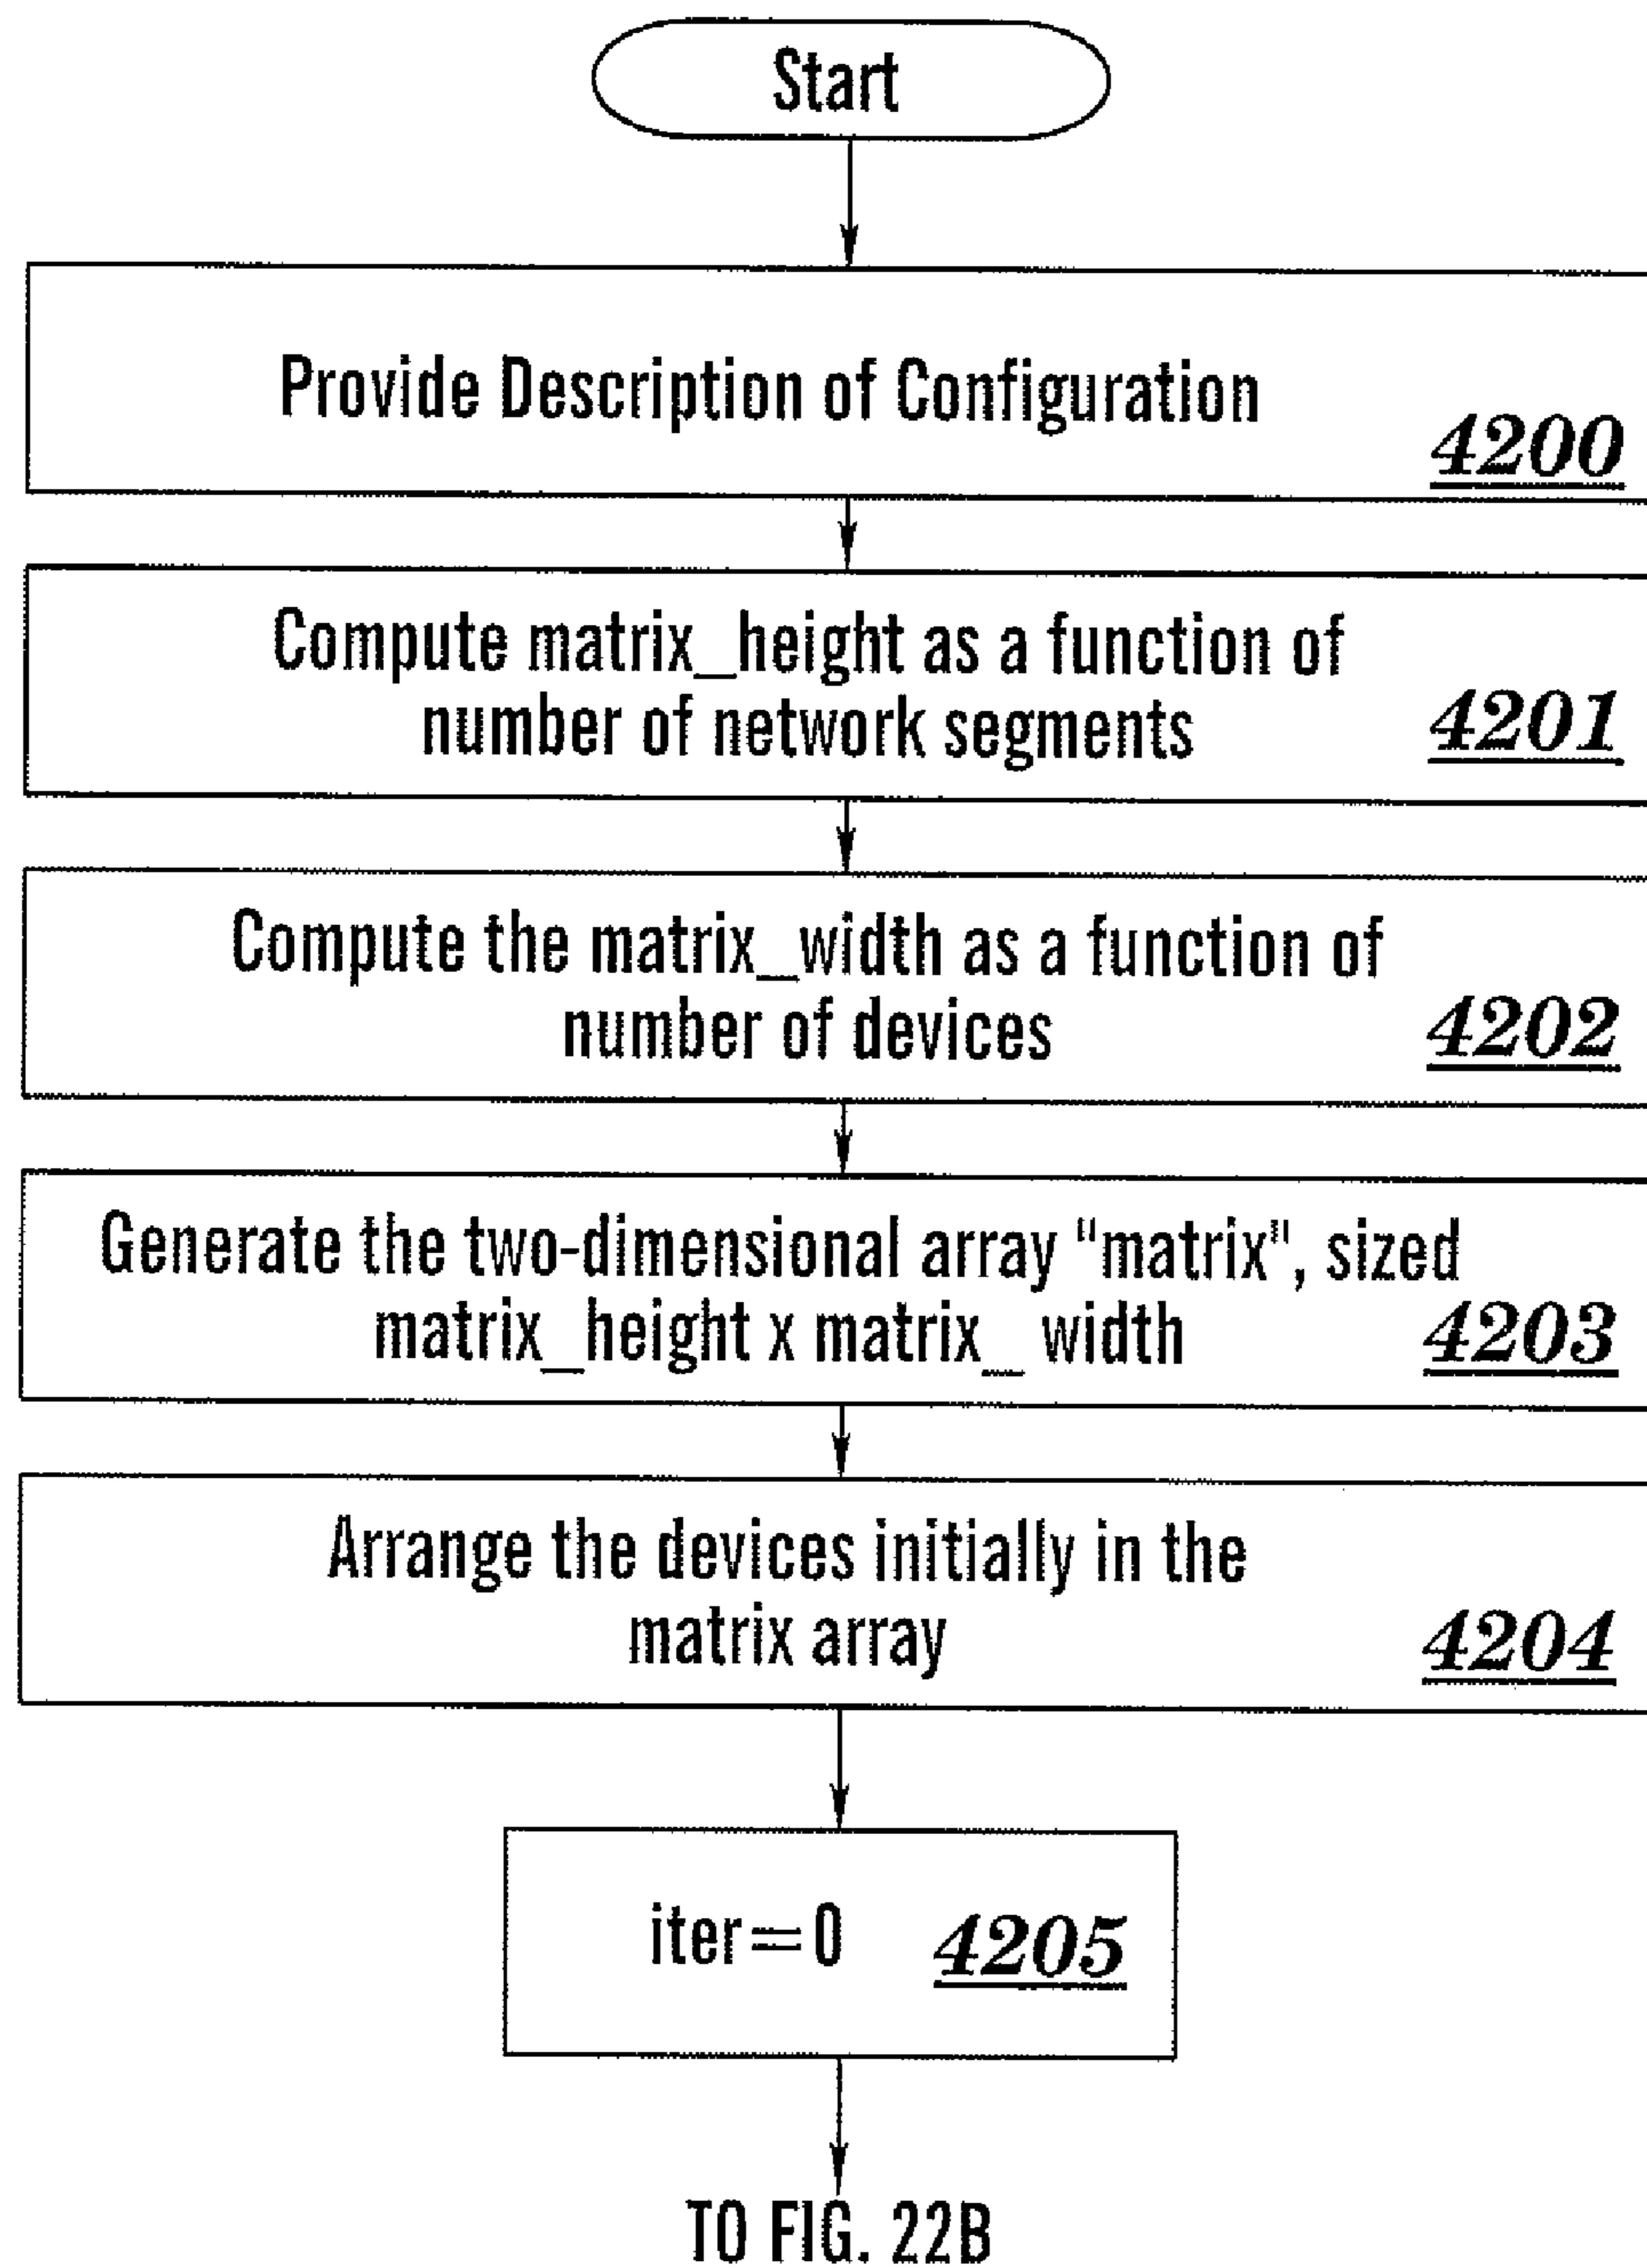 Start
Provide Description of Configuration
4200
Compute matrix_height as a function of
number of network segments
4201
Compute the matrix_width as a function of
number of devices
4202
Generate the two-dimensional array "matrix", sized
matrix_height x matrix_ width
4203
Arrange the devices initially in the
matrix array
4204
iter=0 4205
TO FIG. 22B